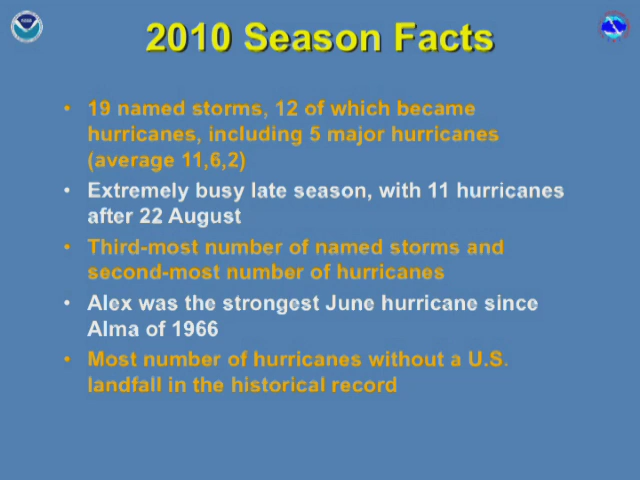 2010 Season Facts
• 19 named storms, 12 of which became
hurricanes, including 5 major hurricanes
(average 11,6,2)
• Extremely busy late season, with 11 hurricanes
after 22 August
• Third-most number of named storms and
second-most number of hurricanes
• Alex was the strongest June hurricane since
Alma of 1966
• Most number of hurricanes without a U.S.
landfall in the historical record